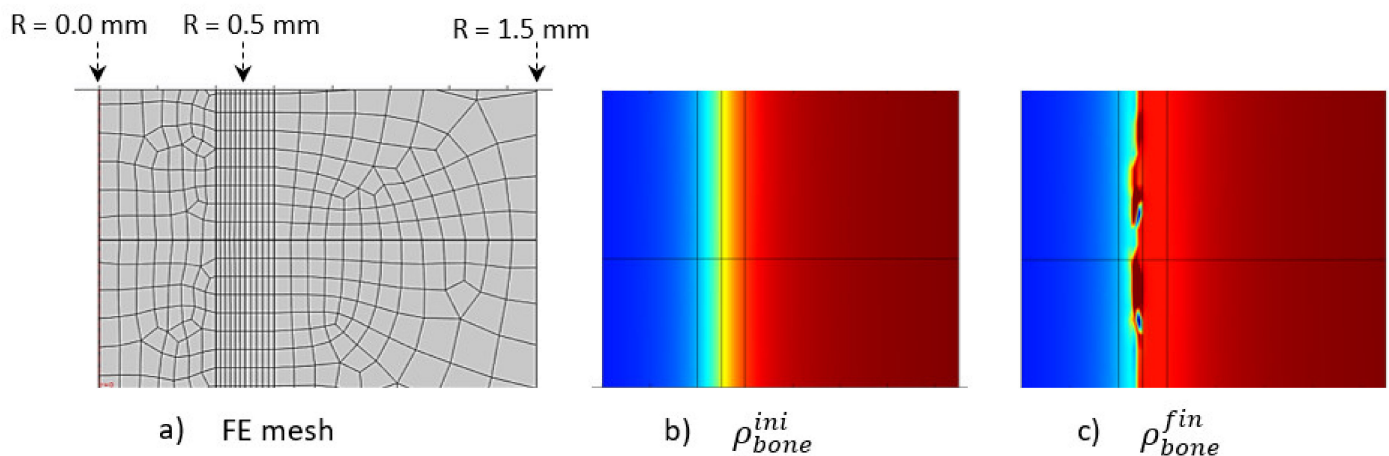 R = 0.0 mm R = 0.5 mm R = 1.5 mm
a) FE mesh b) ρ_bone^ini c) ρ_bone^fin